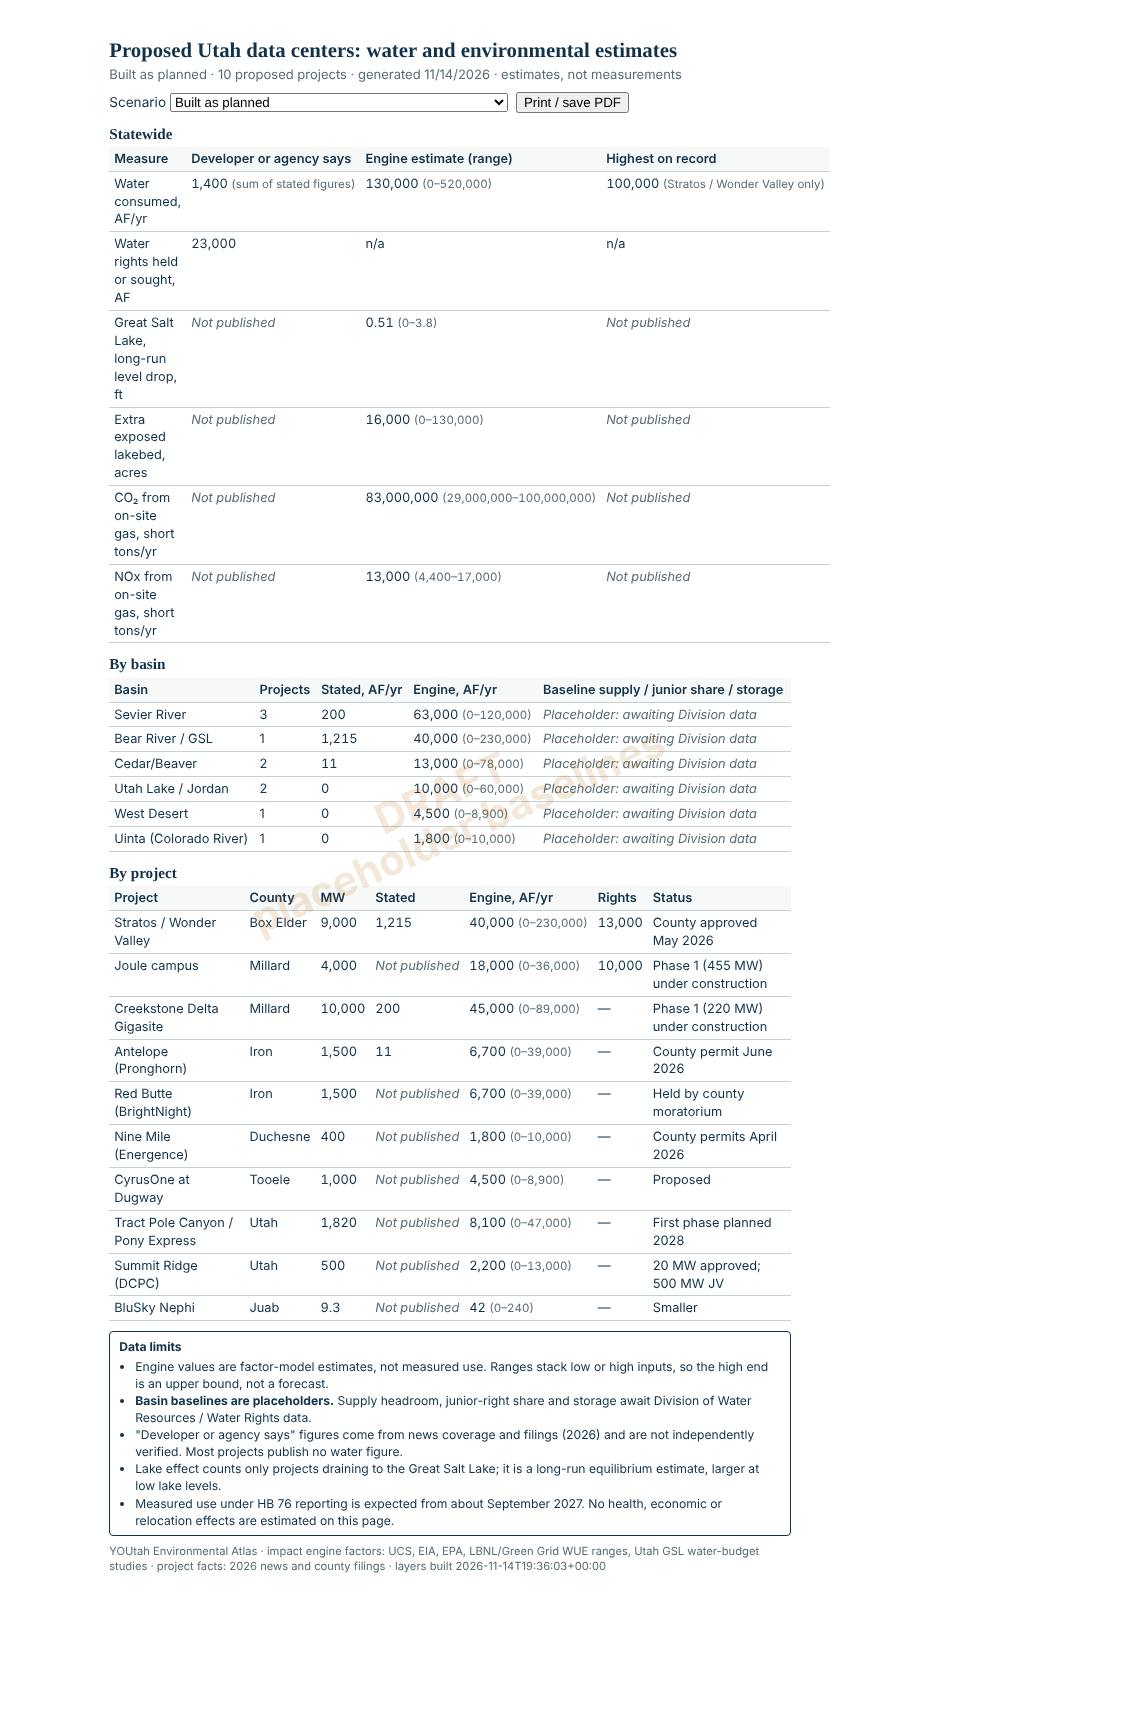 Proposed Utah data centers: water and environmental estimates
Built as planned · 10 proposed projects · generated 11/14/2026 · estimates, not measurements
Scenario Built as planned Print / save PDF
Statewide
Measure Developer or agency says Engine estimate (range) Highest on record
Water 1,400 (sum of stated figures) 130,000 (0–520,000) 100,000 (Stratos / Wonder Valley only)
consumed,
AF/yr
Water 23,000 n/a n/a
rights held
or sought,
AF
Great Salt Not published 0.51 (0–3.8) Not published
Lake,
long-run
level drop,
ft
Extra Not published 16,000 (0–130,000) Not published
exposed
lakebed,
acres
CO₂ from Not published 83,000,000 (29,000,000–100,000,000) Not published
on-site
gas, short
tons/yr
NOx from Not published 13,000 (4,400–17,000) Not published
on-site
gas, short
tons/yr
By basin
Basin Projects Stated, AF/yr Engine, AF/yr Baseline supply / junior share / storage
Sevier River 3 200 63,000 (0–120,000) Placeholder: awaiting Division data
Bear River / GSL 1 1,215 40,000 (0–230,000) Placeholder: awaiting Division data
Cedar/Beaver 2 11 13,000 (0–78,000) Placeholder: awaiting Division data
Utah Lake / Jordan 2 0 10,000 (0–60,000) Placeholder: awaiting Division data
West Desert 1 0 4,500 (0–8,900) Placeholder: awaiting Division data
Uinta (Colorado River) 1 0 1,800 (0–10,000) Placeholder: awaiting Division data
DRAFT
placeholder baselines
By project
Project County MW Stated Engine, AF/yr Rights Status
Stratos / Wonder Box Elder 9,000 1,215 40,000 (0–230,000) 13,000 County approved
Valley May 2026
Joule campus Millard 4,000 Not published 18,000 (0–36,000) 10,000 Phase 1 (455 MW)
under construction
Creekstone Delta Millard 10,000 200 45,000 (0–89,000) — Phase 1 (220 MW)
Gigasite under construction
Antelope Iron 1,500 11 6,700 (0–39,000) — County permit June
(Pronghorn) 2026
Red Butte Iron 1,500 Not published 6,700 (0–39,000) — Held by county
(BrightNight) moratorium
Nine Mile Duchesne 400 Not published 1,800 (0–10,000) — County permits April
(Energence) 2026
CyrusOne at Tooele 1,000 Not published 4,500 (0–8,900) — Proposed
Dugway
Tract Pole Canyon / Utah 1,820 Not published 8,100 (0–47,000) — First phase planned
Pony Express 2028
Summit Ridge Utah 500 Not published 2,200 (0–13,000) — 20 MW approved;
(DCPC) 500 MW JV
BluSky Nephi Juab 9.3 Not published 42 (0–240) — Smaller
Data limits
• Engine values are factor-model estimates, not measured use. Ranges stack low or high inputs, so the high end
is an upper bound, not a forecast.
• Basin baselines are placeholders. Supply headroom, junior-right share and storage await Division of Water
Resources / Water Rights data.
• "Developer or agency says" figures come from news coverage and filings (2026) and are not independently
verified. Most projects publish no water figure.
• Lake effect counts only projects draining to the Great Salt Lake; it is a long-run equilibrium estimate, larger at
low lake levels.
• Measured use under HB 76 reporting is expected from about September 2027. No health, economic or
relocation effects are estimated on this page.
YOUtah Environmental Atlas · impact engine factors: UCS, EIA, EPA, LBNL/Green Grid WUE ranges, Utah GSL water-budget
studies · project facts: 2026 news and county filings · layers built 2026-11-14T19:36:03+00:00